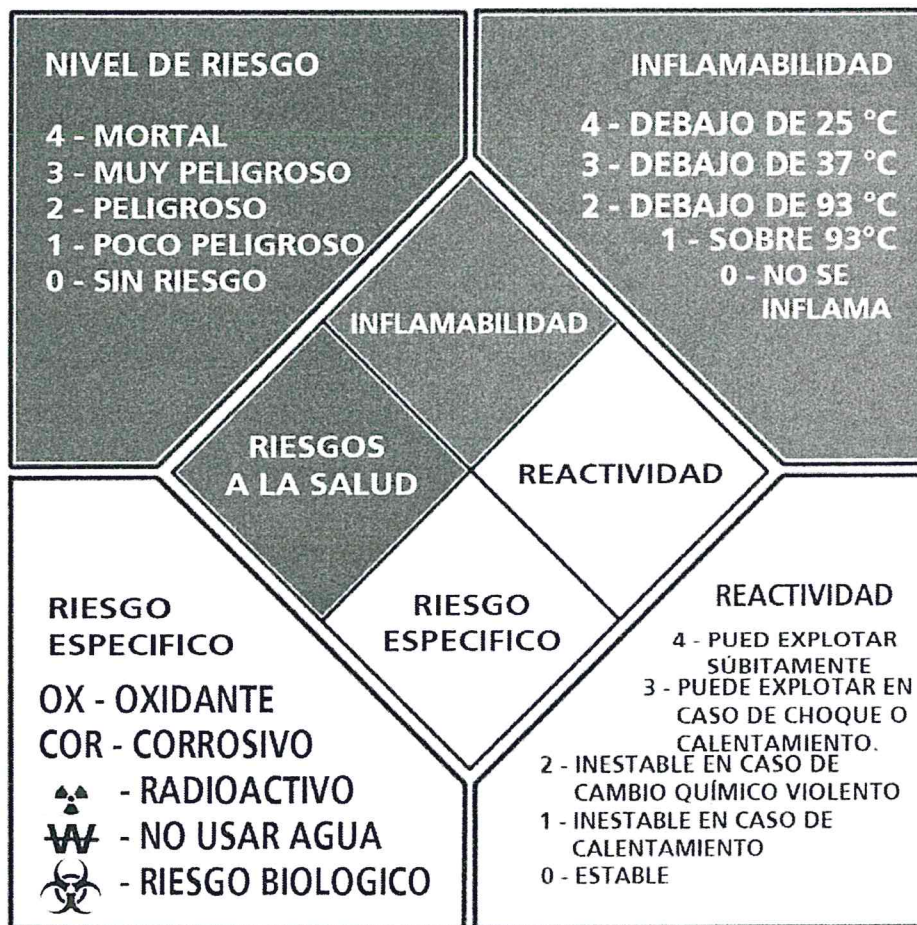 NIVEL DE RIESGO
4 - MORTAL
3 - MUY PELIGROSO
2 - PELIGROSO
1 - POCO PELIGROSO
0 - SIN RIESGO
INFLAMABILIDAD
4 - DEBAJO DE 25 °C
3 - DEBAJO DE 37 °C
2 - DEBAJO DE 93 °C
1 - SOBRE 93°C
0 - NO SE
INFLAMA
INFLAMABILIDAD
RIESGOS
A LA SALUD
REACTIVIDAD
RIESGO
ESPECIFICO
RIESGO
ESPECIFICO
OX - OXIDANTE
COR - CORROSIVO
- RADIOACTIVO
W - NO USAR AGUA
- RIESGO BIOLOGICO
REACTIVIDAD
4 - PUED EXPLOTAR
SÚBITAMENTE
3 - PUEDE EXPLOTAR EN
CASO DE CHOQUE O
CALENTAMIENTO.
2 - INESTABLE EN CASO DE
CAMBIO QUÍMICO VIOLENTO
1 - INESTABLE EN CASO DE
CALENTAMIENTO
0 - ESTABLE